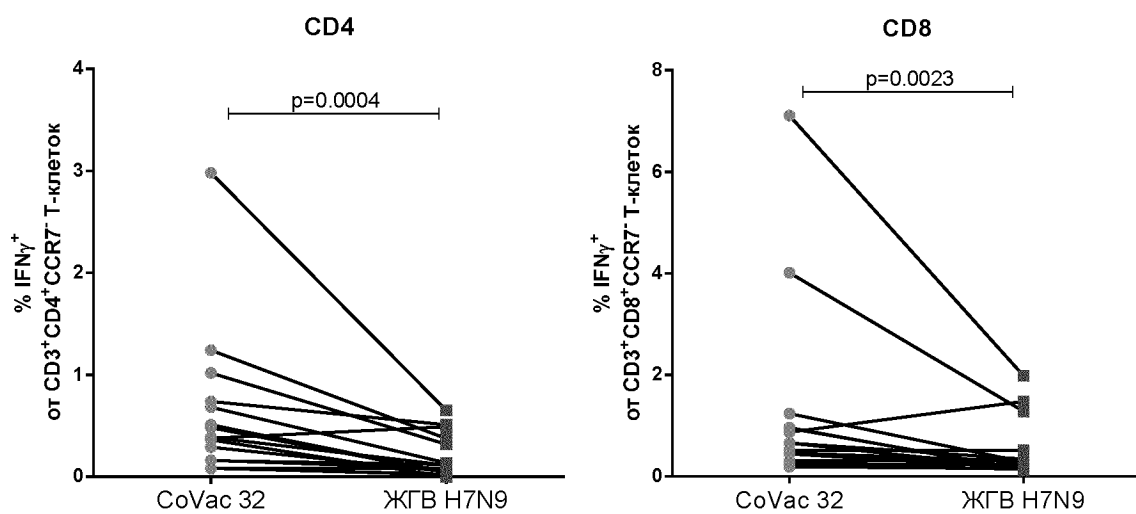 CD4
p=0.0004
% IFNγ⁺
от CD3⁺CD4⁺CCR7⁻ Т-клеток
4
3
2
1
0
CoVac 32 ЖГВ H7N9
CD8
p=0.0023
% IFNγ⁺
от CD3⁺CD8⁺CCR7⁻ Т-клеток
8
6
4
2
0
CoVac 32 ЖГВ H7N9